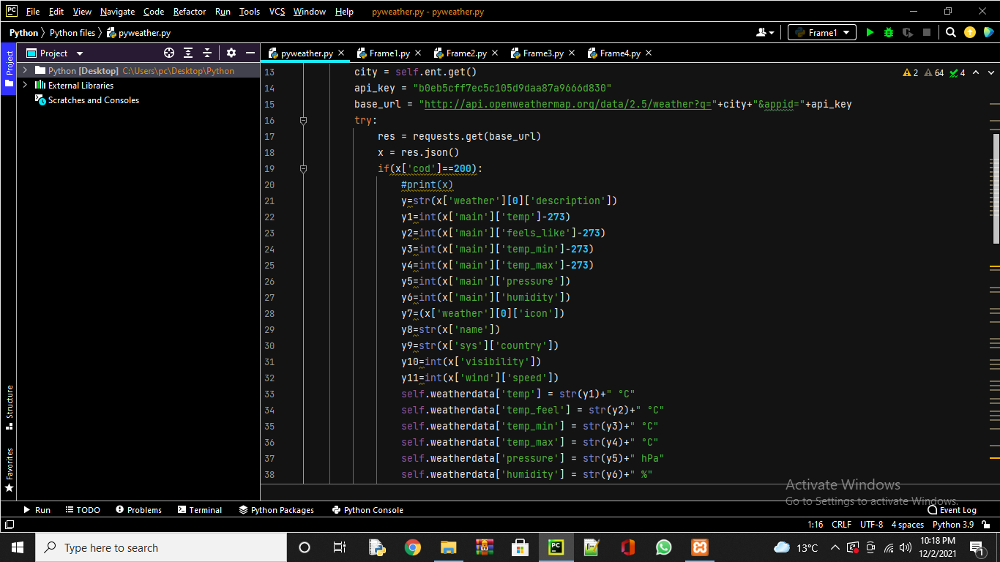 PC File Edit View Navigate Code Refactor Run Tools VCS Window Help pyweather.py - pyweather.py
Python Python files pyweather.py Frame1
Project
Project pyweather.py Frame1.py Frame2.py Frame3.py Frame4.py
Python [Desktop] C:\Users\pc\Desktop\Python
External Libraries
Scratches and Consoles
2 64 4
13 city = self.ent.get()
14 api_key = "b0eb5cff7ec5c105d9daa87a9666d830"
15 base_url = "http://api.openweathermap.org/data/2.5/weather?q="+city+"&appid="+api_key
16 try:
17 res = requests.get(base_url)
18 x = res.json()
19 if(x['cod']==200):
20 #print(x)
21 y=str(x['weather'][0]['description'])
22 y1=int(x['main']['temp']-273)
23 y2=int(x['main']['feels_like']-273)
24 y3=int(x['main']['temp_min']-273)
25 y4=int(x['main']['temp_max']-273)
26 y5=int(x['main']['pressure'])
27 y6=int(x['main']['humidity'])
28 y7=(x['weather'][0]['icon'])
29 y8=str(x['name'])
30 y9=str(x['sys']['country'])
31 y10=int(x['visibility'])
32 y11=int(x['wind']['speed'])
33 self.weatherdata['temp'] = str(y1)+" °C"
34 self.weatherdata['temp_feel'] = str(y2)+" °C"
35 self.weatherdata['temp_min'] = str(y3)+" °C"
36 self.weatherdata['temp_max'] = str(y4)+" °C"
37 self.weatherdata['pressure'] = str(y5)+" hPa"
38 self.weatherdata['humidity'] = str(y6)+" %"
Structure
Favorites
Activate Windows
Go to Settings to activate Windows.
Run TODO Problems Terminal Python Packages Python Console Event Log
1:16 CRLF UTF-8 4 spaces Python 3.9
Type here to search
PC
13°C
10:18 PM
12/2/2021
1